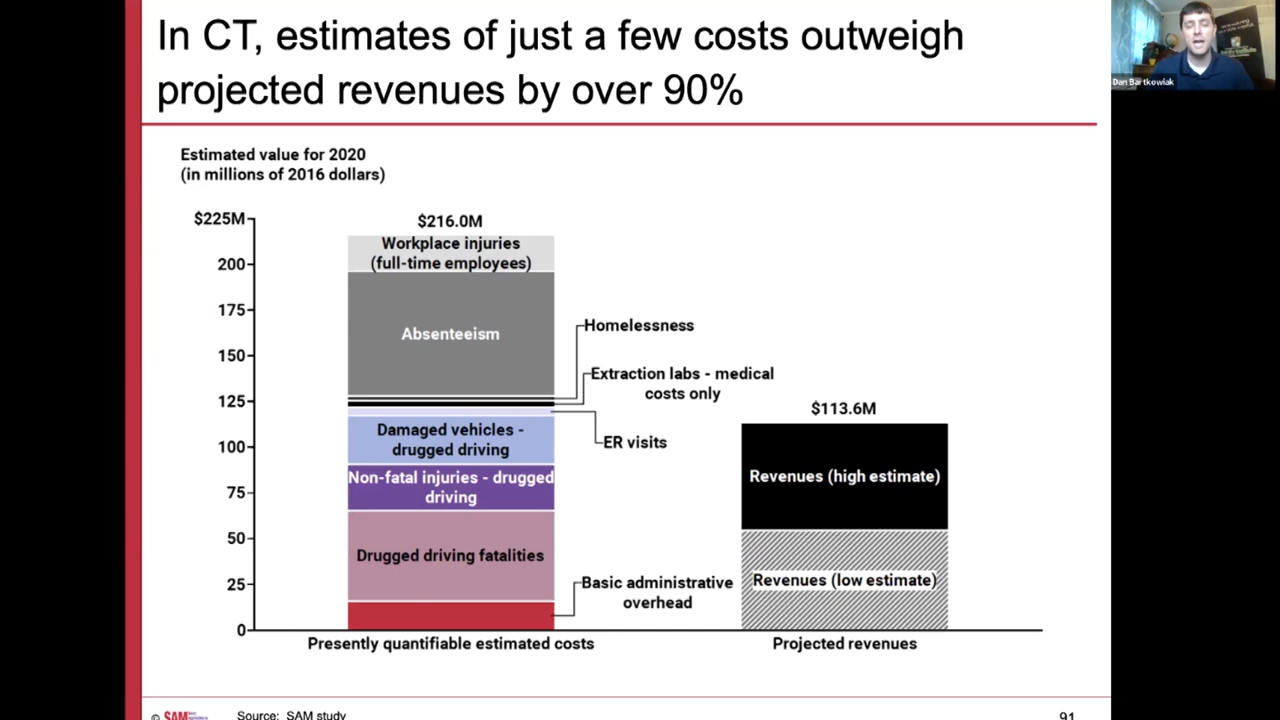 In CT, estimates of just a few costs outweigh
projected revenues by over 90%
Dan Bartkowiak
Estimated value for 2020
(in millions of 2016 dollars)
$225M
200
175
150
125
100
75
50
25
0
$216.0M
Workplace injuries
(full-time employees)
Absenteeism
Homelessness
Extraction labs - medical
costs only
ER visits
Damaged vehicles -
drugged driving
Non-fatal injuries - drugged
driving
Drugged driving fatalities
Basic administrative
overhead
$113.6M
Revenues (high estimate)
Revenues (low estimate)
Presently quantifiable estimated costs
Projected revenues
© SAM
Source: SAM study
91